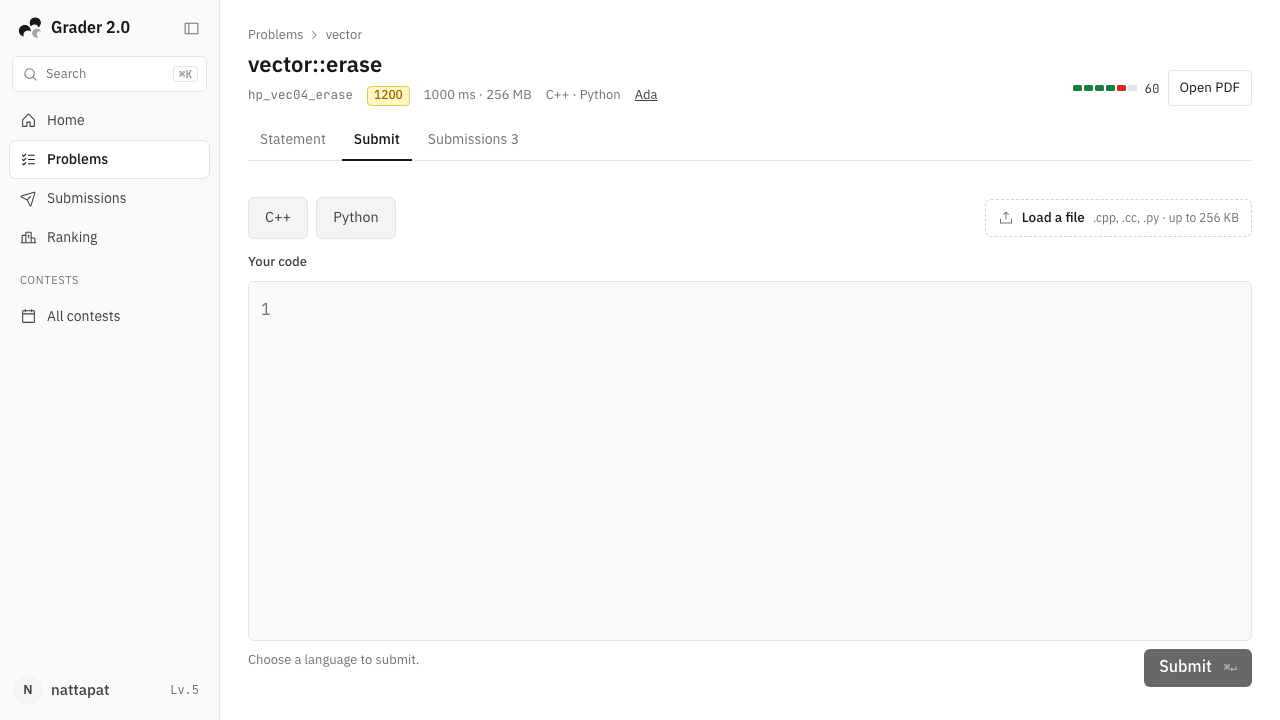 Grader 2.0
Search ⌘K
Home
Problems
Submissions
Ranking
CONTESTS
All contests
N nattapat Lv.5
Problems > vector
vector::erase
hp_vec04_erase 1200 1000 ms · 256 MB C++ · Python Ada
60 Open PDF
Statement Submit Submissions 3
C++ Python
Load a file .cpp, .cc, .py · up to 256 KB
Your code
1
Choose a language to submit.
Submit ⌘↵